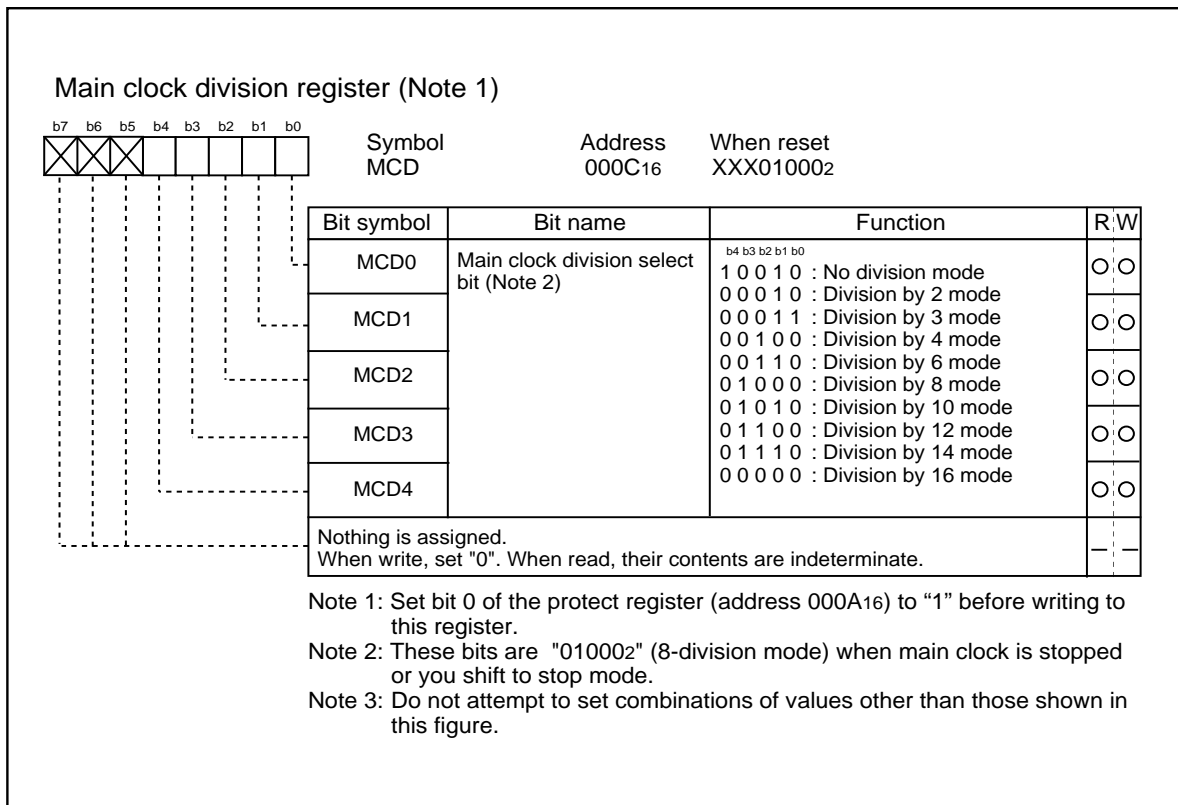 Main clock division register (Note 1)
b7 b6 b5 b4 b3 b2 b1 b0
Symbol Address When reset
MCD 000C16 XXX010002
Bit symbol Bit name Function R W
MCD0 Main clock division select
bit (Note 2)
b4 b3 b2 b1 b0
1 0 0 1 0 : No division mode
0 0 0 1 0 : Division by 2 mode
MCD1 0 0 0 1 1 : Division by 3 mode
0 0 1 0 0 : Division by 4 mode
0 0 1 1 0 : Division by 6 mode
MCD2 0 1 0 0 0 : Division by 8 mode
0 1 0 1 0 : Division by 10 mode
MCD3 0 1 1 0 0 : Division by 12 mode
0 1 1 1 0 : Division by 14 mode
0 0 0 0 0 : Division by 16 mode
MCD4
Nothing is assigned.
When write, set "0". When read, their contents are indeterminate.
Note 1: Set bit 0 of the protect register (address 000A16) to “1” before writing to
this register.
Note 2: These bits are "010002" (8-division mode) when main clock is stopped
or you shift to stop mode.
Note 3: Do not attempt to set combinations of values other than those shown in
this figure.